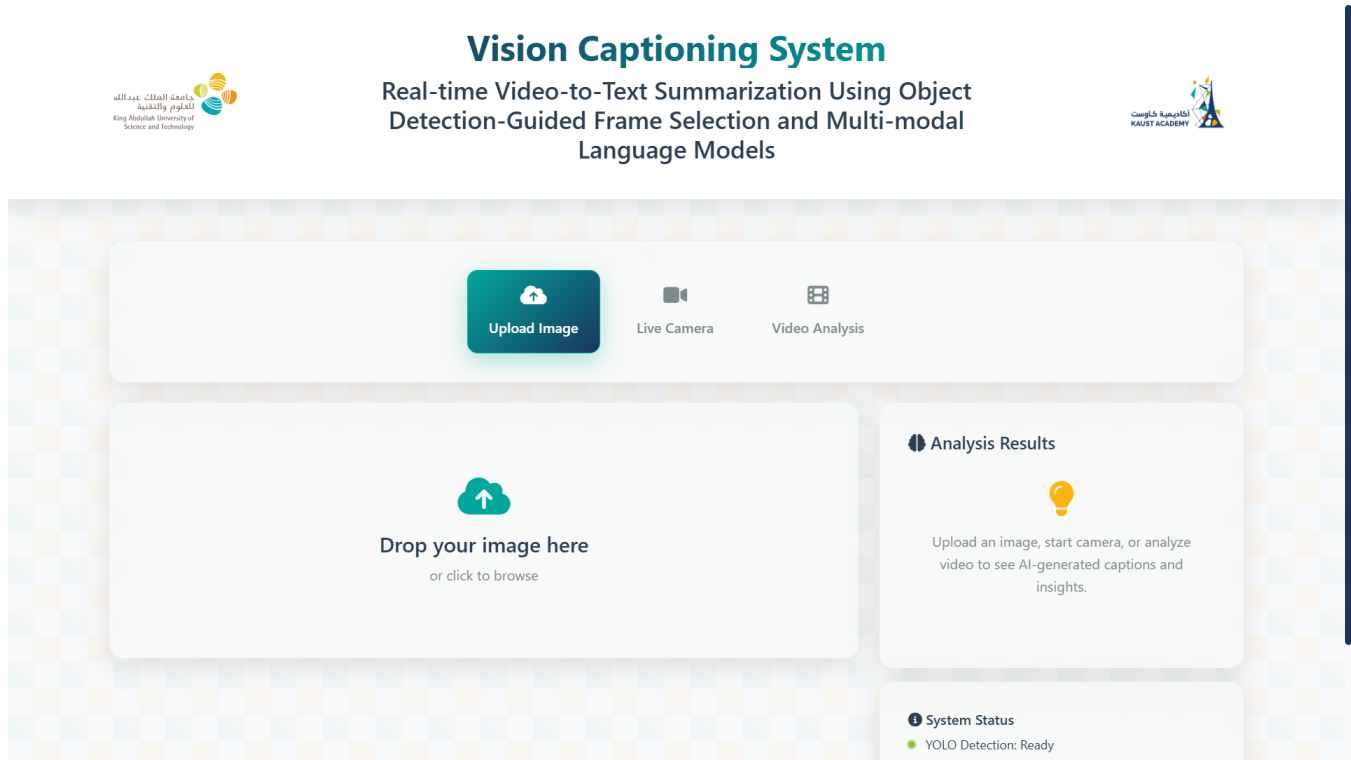 Vision Captioning System
Real-time Video-to-Text Summarization Using Object
Detection-Guided Frame Selection and Multi-modal
Language Models
جامعة الملك عبدالله
للعلوم والتقنية
King Abdullah University of
Science and Technology
أكاديمية كاوست
KAUST ACADEMY
Upload Image
Live Camera
Video Analysis
Drop your image here
or click to browse
Analysis Results
Upload an image, start camera, or analyze
video to see AI-generated captions and
insights.
System Status
YOLO Detection: Ready